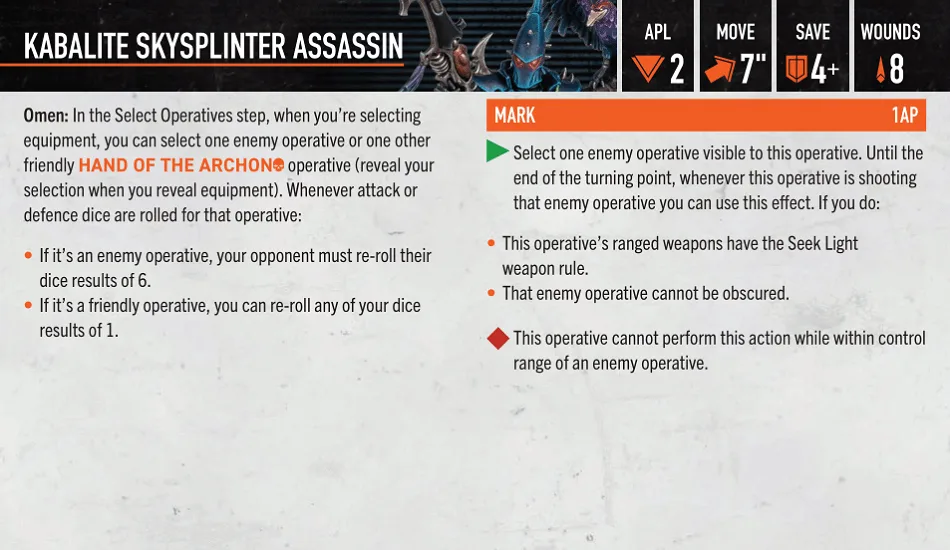 KABALITE SKYSPLINTER ASSASSIN
APL
2
MOVE
7"
SAVE
4+
WOUNDS
8
Omen: In the Select Operatives step, when you're selecting
equipment, you can select one enemy operative or one other
friendly HAND OF THE ARCHON operative (reveal your
selection when you reveal equipment). Whenever attack or
defence dice are rolled for that operative:
• If it's an enemy operative, your opponent must re-roll their
dice results of 6.
• If it's a friendly operative, you can re-roll any of your dice
results of 1.
MARK 1AP
Select one enemy operative visible to this operative. Until the
end of the turning point, whenever this operative is shooting
that enemy operative you can use this effect. If you do:
• This operative's ranged weapons have the Seek Light
weapon rule.
• That enemy operative cannot be obscured.
This operative cannot perform this action while within control
range of an enemy operative.